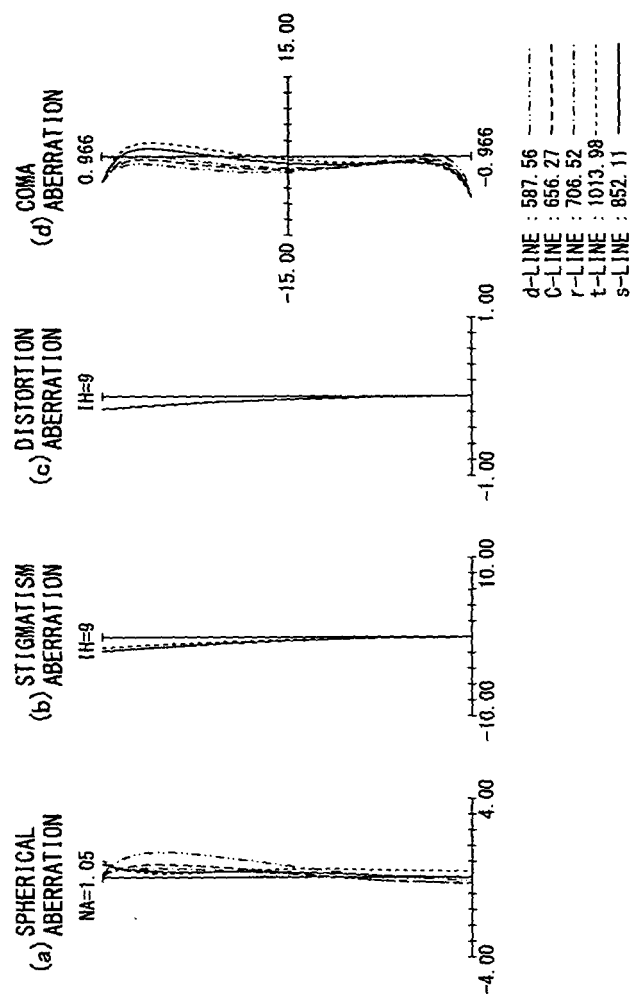 (a) SPHERICAL
ABERRATION
NA=1.05
-4.00
4.00
(b) STIGMATISM
ABERRATION
IH=9
-10.00
10.00
(c) DISTORTION
ABERRATION
IH=9
-1.00
1.00
(d) COMA
ABERRATION
0.966
-15.00
15.00
-0.966
d-LINE : 587.56
C-LINE : 656.27
r-LINE : 706.52
t-LINE : 1013.98
s-LINE : 852.11